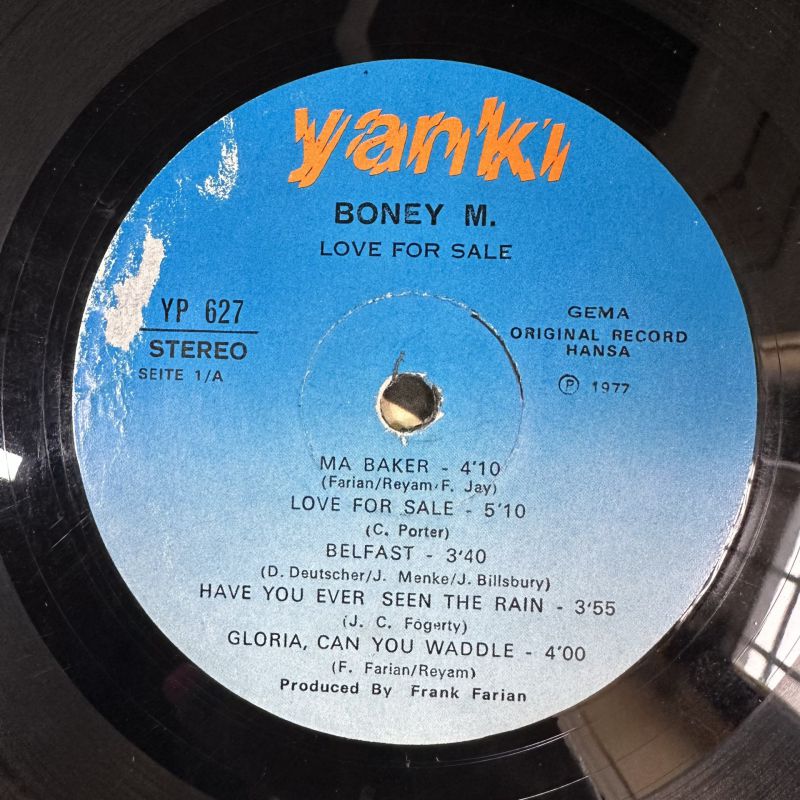 yanki
BONEY M.
LOVE FOR SALE
YP 627
STEREO
SEITE 1/A
GEMA
ORIGINAL RECORD
HANSA
Ⓟ 1977
MA BAKER - 4'10
(Farian/Reyam, F. Jay)
LOVE FOR SALE - 5'10
(C. Porter)
BELFAST - 3'40
(D. Deutscher/J. Menke/J. Billsbury)
HAVE YOU EVER SEEN THE RAIN - 3'55
(J. C. Fogerty)
GLORIA, CAN YOU WADDLE - 4'00
(F. Farian/Reyam)
Produced By Frank Farian